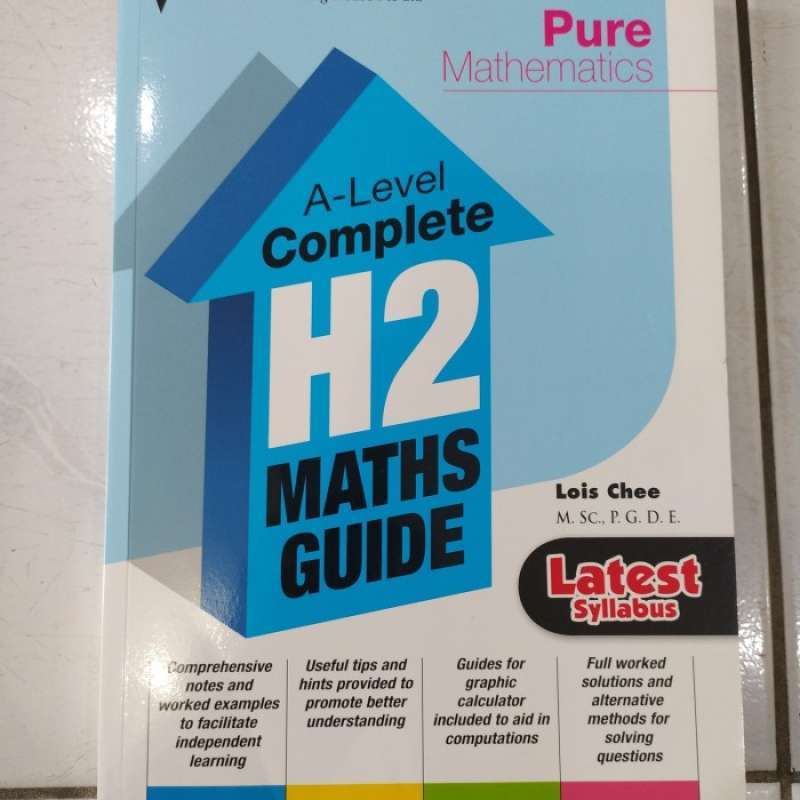 Pure
Mathematics
A-Level
Complete
H2
MATHS
GUIDE
Lois Chee
M. SC., P. G. D. E.
Latest
Syllabus
Comprehensive
notes and
worked examples
to facilitate
independent
learning
Useful tips and
hints provided to
promote better
understanding
Guides for
graphic
calculator
included to aid in
computations
Full worked
solutions and
alternative
methods for
solving
questions